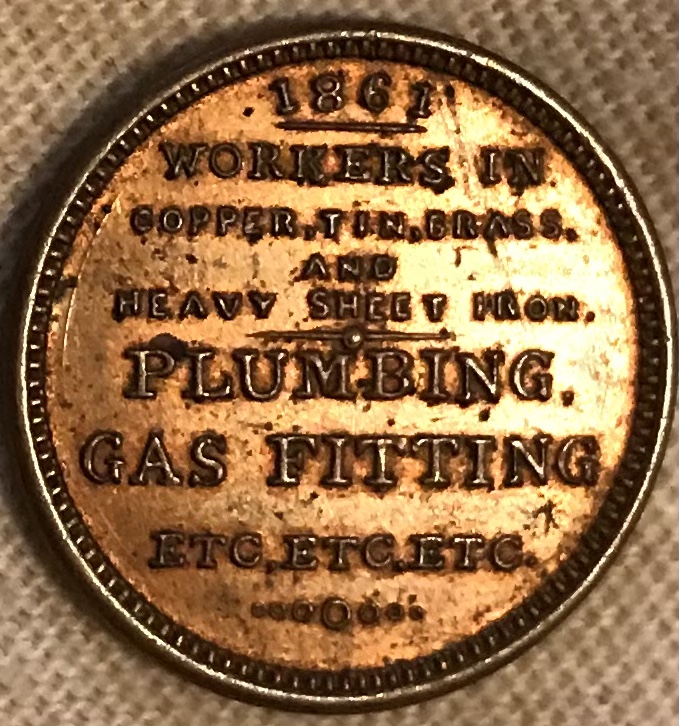 1861
WORKERS IN
COPPER, TIN, BRASS.
AND
HEAVY SHEET IRON.
PLUMBING.
GAS FITTING
ETC, ETC, ETC.